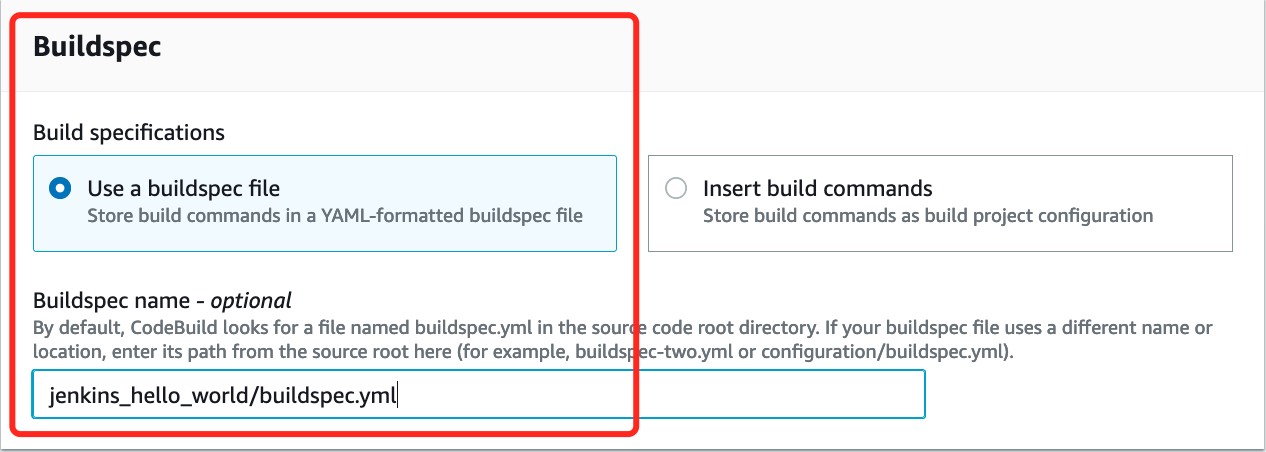 Buildspec
Build specifications
Use a buildspec file
Store build commands in a YAML-formatted buildspec file
Insert build commands
Store build commands as build project configuration
Buildspec name - optional
By default, CodeBuild looks for a file named buildspec.yml in the source code root directory. If your buildspec file uses a different name or
location, enter its path from the source root here (for example, buildspec-two.yml or configuration/buildspec.yml).
jenkins_hello_world/buildspec.yml